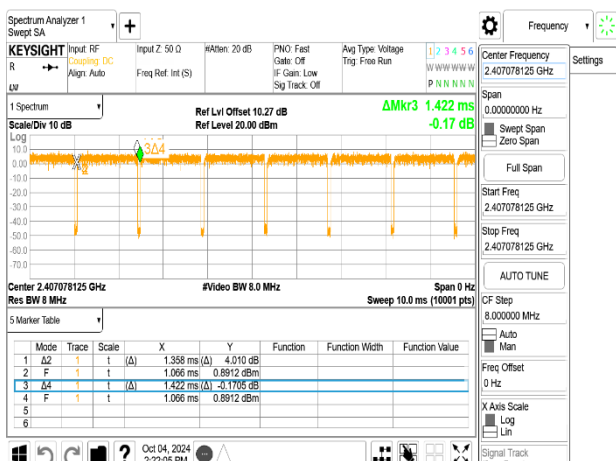 Spectrum Analyzer 1
Swept SA
Frequency
KEYSIGHT
Input: RF
Coupling: DC
Align: Auto
Input Z: 50 Ω
Freq Ref: Int (S)
#Atten: 20 dB
PNO: Fast
Gate: Off
IF Gain: Low
Sig Track: Off
Avg Type: Voltage
Trig: Free Run
1 2 3 4 5 6
W W W W W W
P N N N N N
R
LXI
1 Spectrum
Scale/Div 10 dB
Ref Lvl Offset 10.27 dB
Ref Level 20.00 dBm
ΔMkr3 1.422 ms
-0.17 dB
Log
10.0
0.00
-10.0
-20.0
-30.0
-40.0
-50.0
-60.0
-70.0
3Δ4
Center 2.407078125 GHz
Res BW 8 MHz
#Video BW 8.0 MHz
Span 0 Hz
Sweep 10.0 ms (10001 pts)
5 Marker Table
Mode Trace Scale X Y Function Function Width Function Value
1 Δ2 1 t (Δ) 1.358 ms (Δ) 4.010 dB
2 F 1 t 1.066 ms 0.8912 dBm
3 Δ4 1 t (Δ) 1.422 ms (Δ) -0.1705 dB
4 F 1 t 1.066 ms 0.8912 dBm
5
6
Oct 04, 2024
2:22:05 PM
Center Frequency
2.407078125 GHz
Span
0.00000000 Hz
Swept Span
Zero Span
Full Span
Start Freq
2.407078125 GHz
Stop Freq
2.407078125 GHz
AUTO TUNE
CF Step
8.000000 MHz
Auto
Man
Freq Offset
0 Hz
X Axis Scale
Log
Lin
Signal Track
Settings